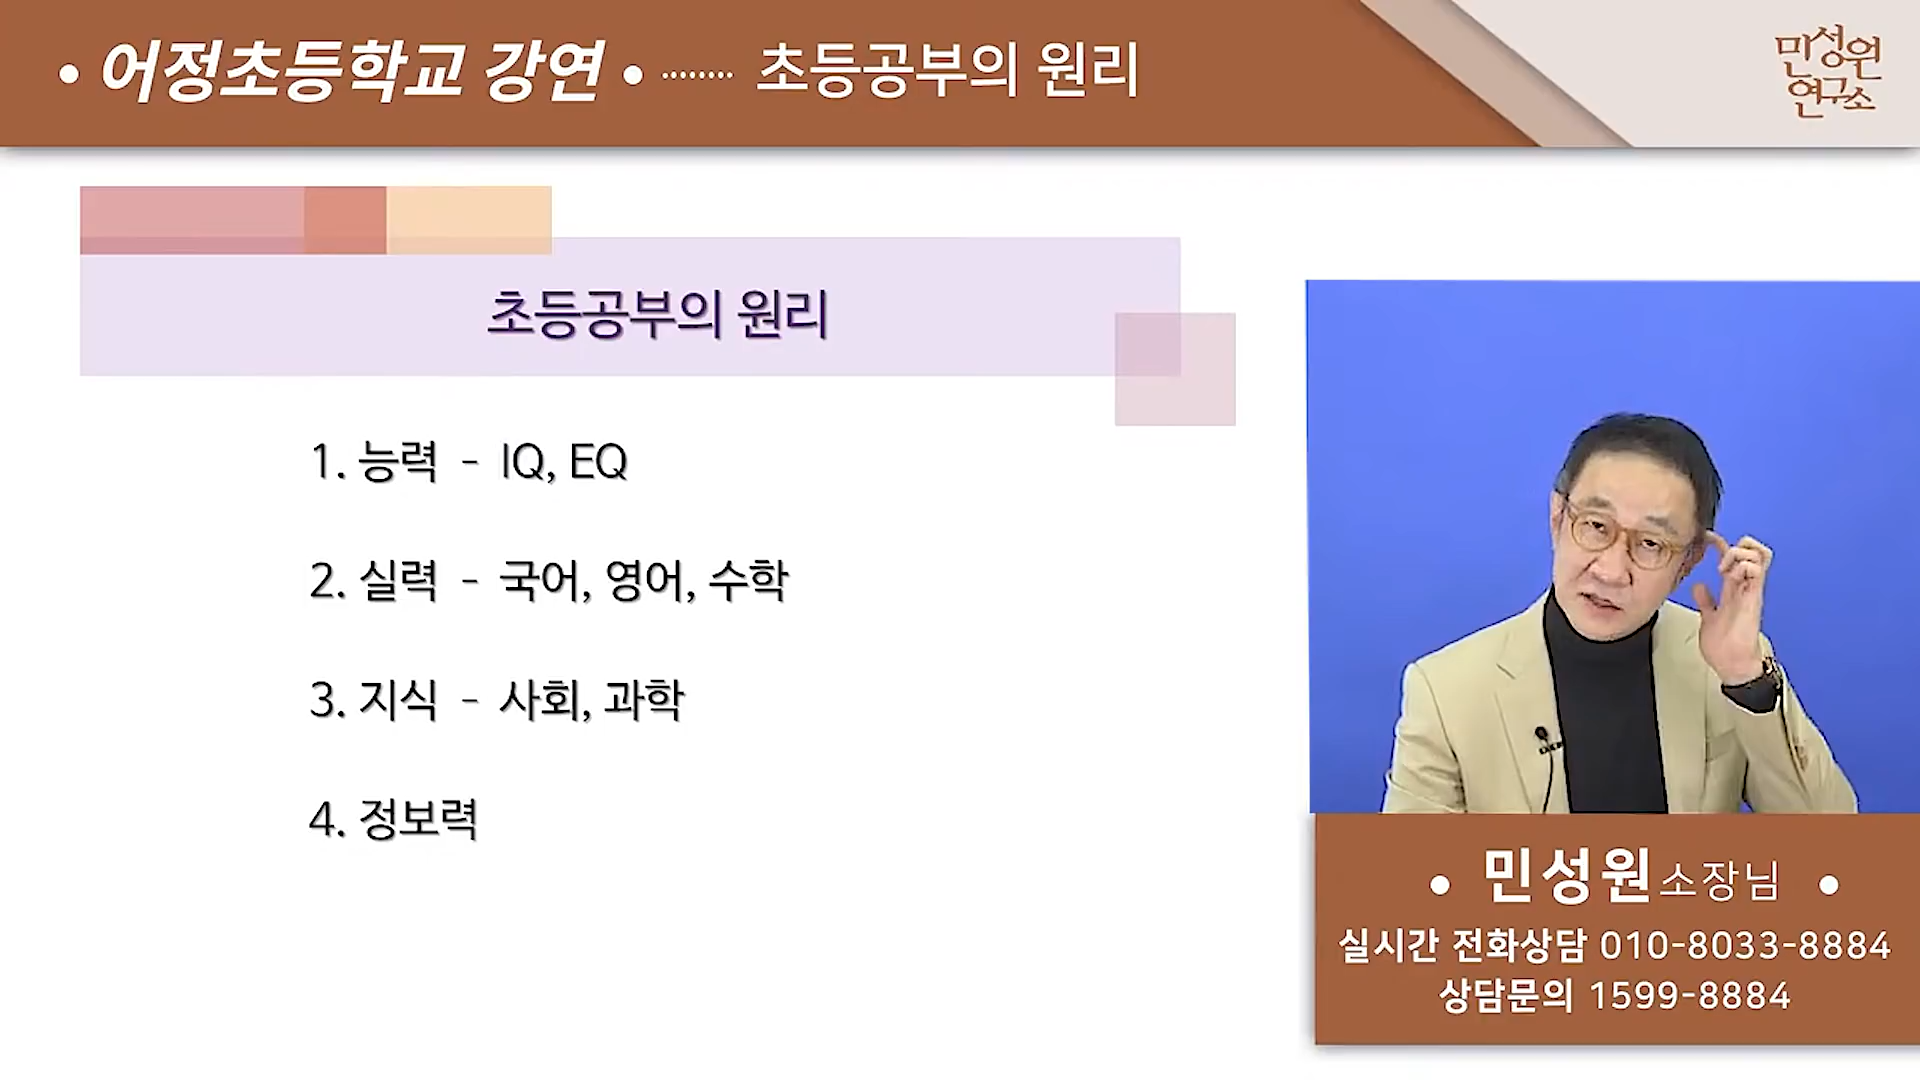 • 어정초등학교 강연 • ········ 초등공부의 원리
민성원
연구소
초등공부의 원리
1. 능력 - IQ, EQ
2. 실력 - 국어, 영어, 수학
3. 지식 - 사회, 과학
4. 정보력
• 민성원 소장님 •
실시간 전화상담 010-8033-8884
상담문의 1599-8884